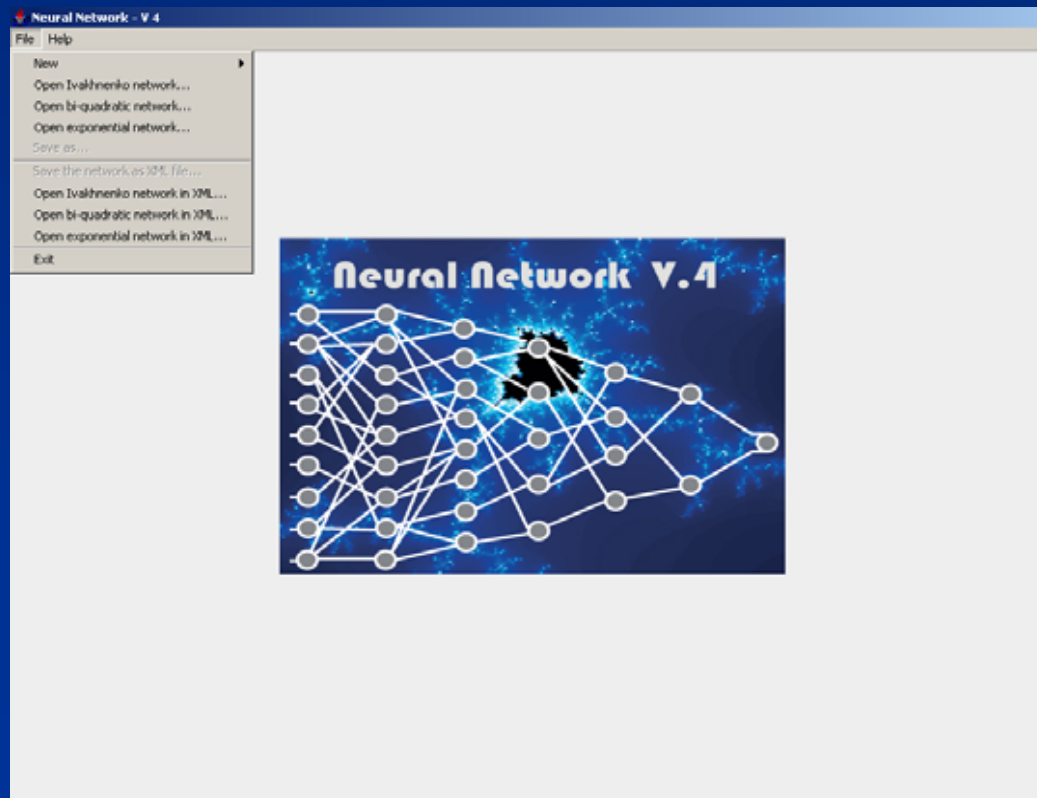 Neural Network - V 4
File Help
New
Open Ivakhnenko network...
Open bi-quadratic network...
Open exponential network...
Save as...
Save the network as XML file...
Open Ivakhnenko network in XML...
Open bi-quadratic network in XML...
Open exponential network in XML...
Exit
Neural Network V.4